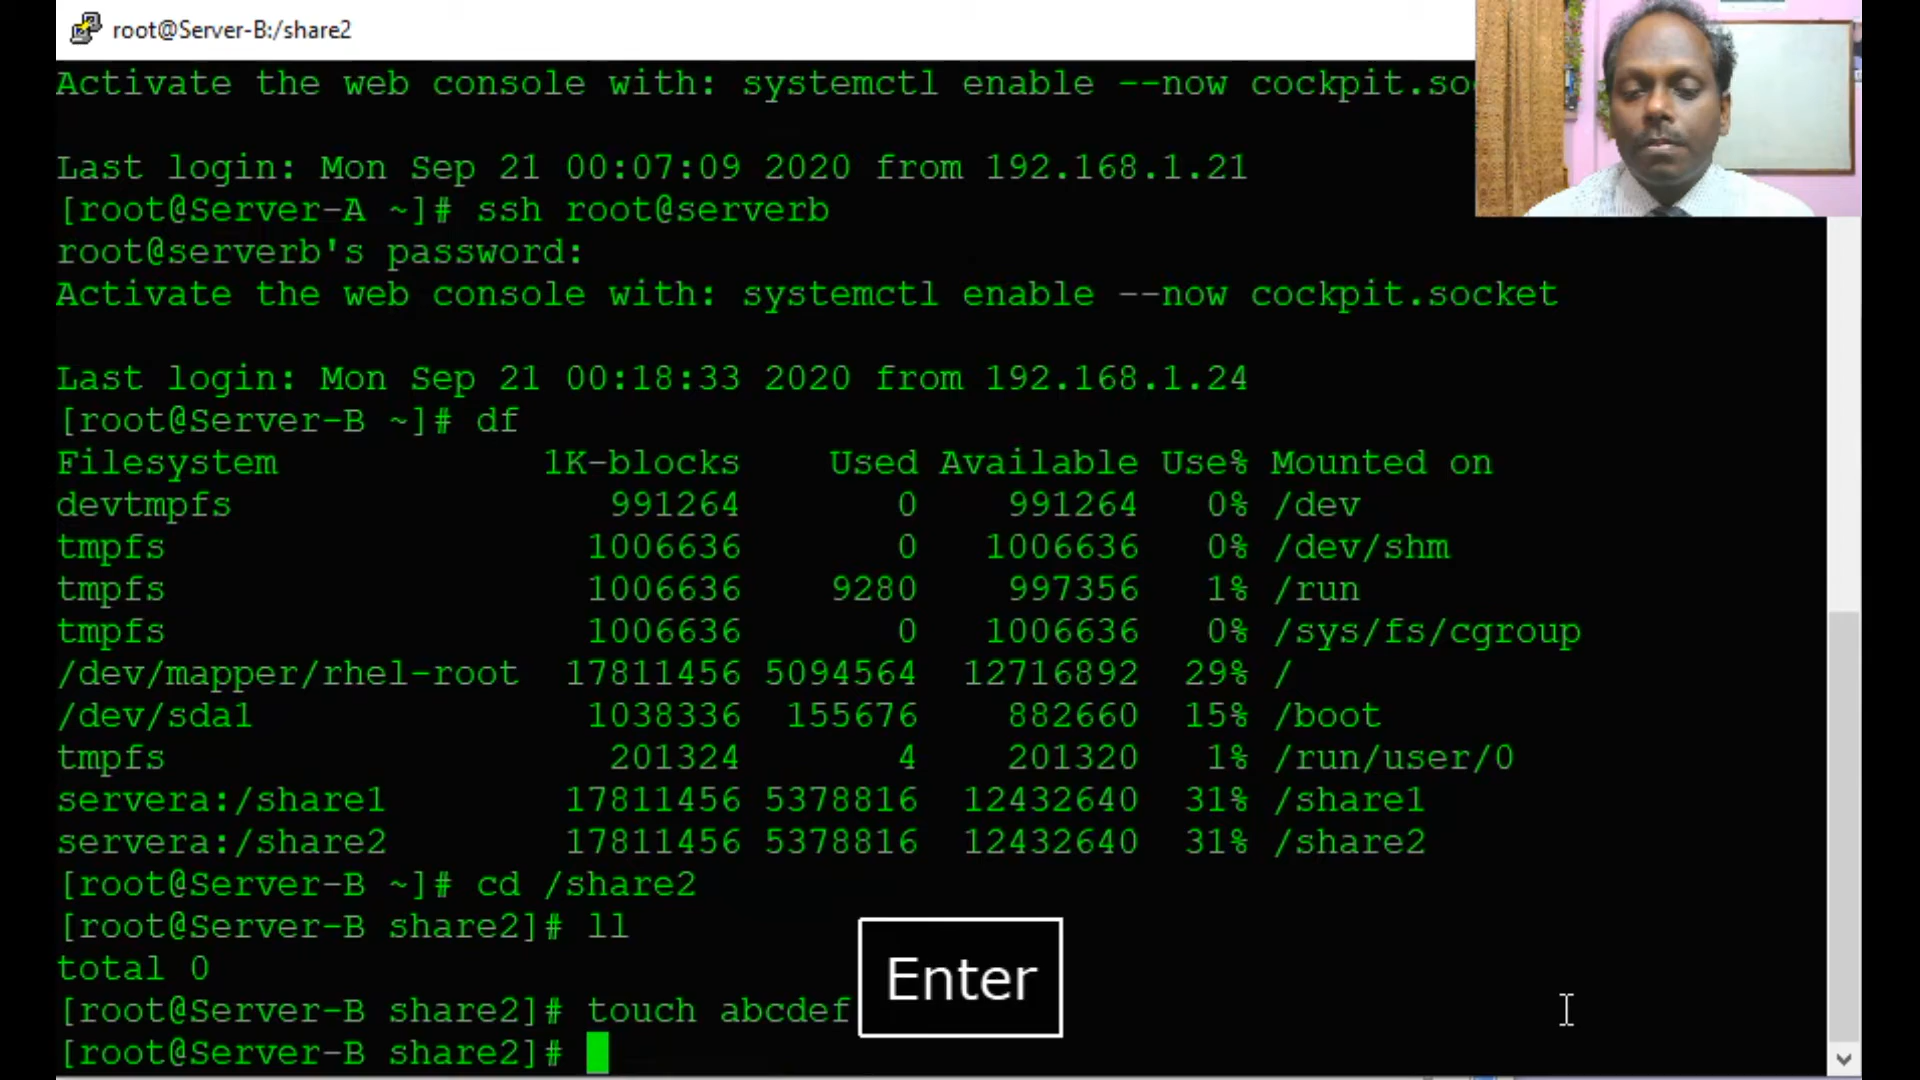 root@Server-B:/share2
Activate the web console with: systemctl enable --now cockpit.so
Last login: Mon Sep 21 00:07:09 2020 from 192.168.1.21
[root@Server-A ~]# ssh root@serverb
root@serverb's password:
Activate the web console with: systemctl enable --now cockpit.socket
Last login: Mon Sep 21 00:18:33 2020 from 192.168.1.24
[root@Server-B ~]# df
Filesystem 1K-blocks Used Available Use% Mounted on
devtmpfs 991264 0 991264 0% /dev
tmpfs 1006636 0 1006636 0% /dev/shm
tmpfs 1006636 9280 997356 1% /run
tmpfs 1006636 0 1006636 0% /sys/fs/cgroup
/dev/mapper/rhel-root 17811456 5094564 12716892 29% /
/dev/sda1 1038336 155676 882660 15% /boot
tmpfs 201324 4 201320 1% /run/user/0
servera:/share1 17811456 5378816 12432640 31% /share1
servera:/share2 17811456 5378816 12432640 31% /share2
[root@Server-B ~]# cd /share2
[root@Server-B share2]# ll
total 0
[root@Server-B share2]# touch abcdef
Enter
[root@Server-B share2]#